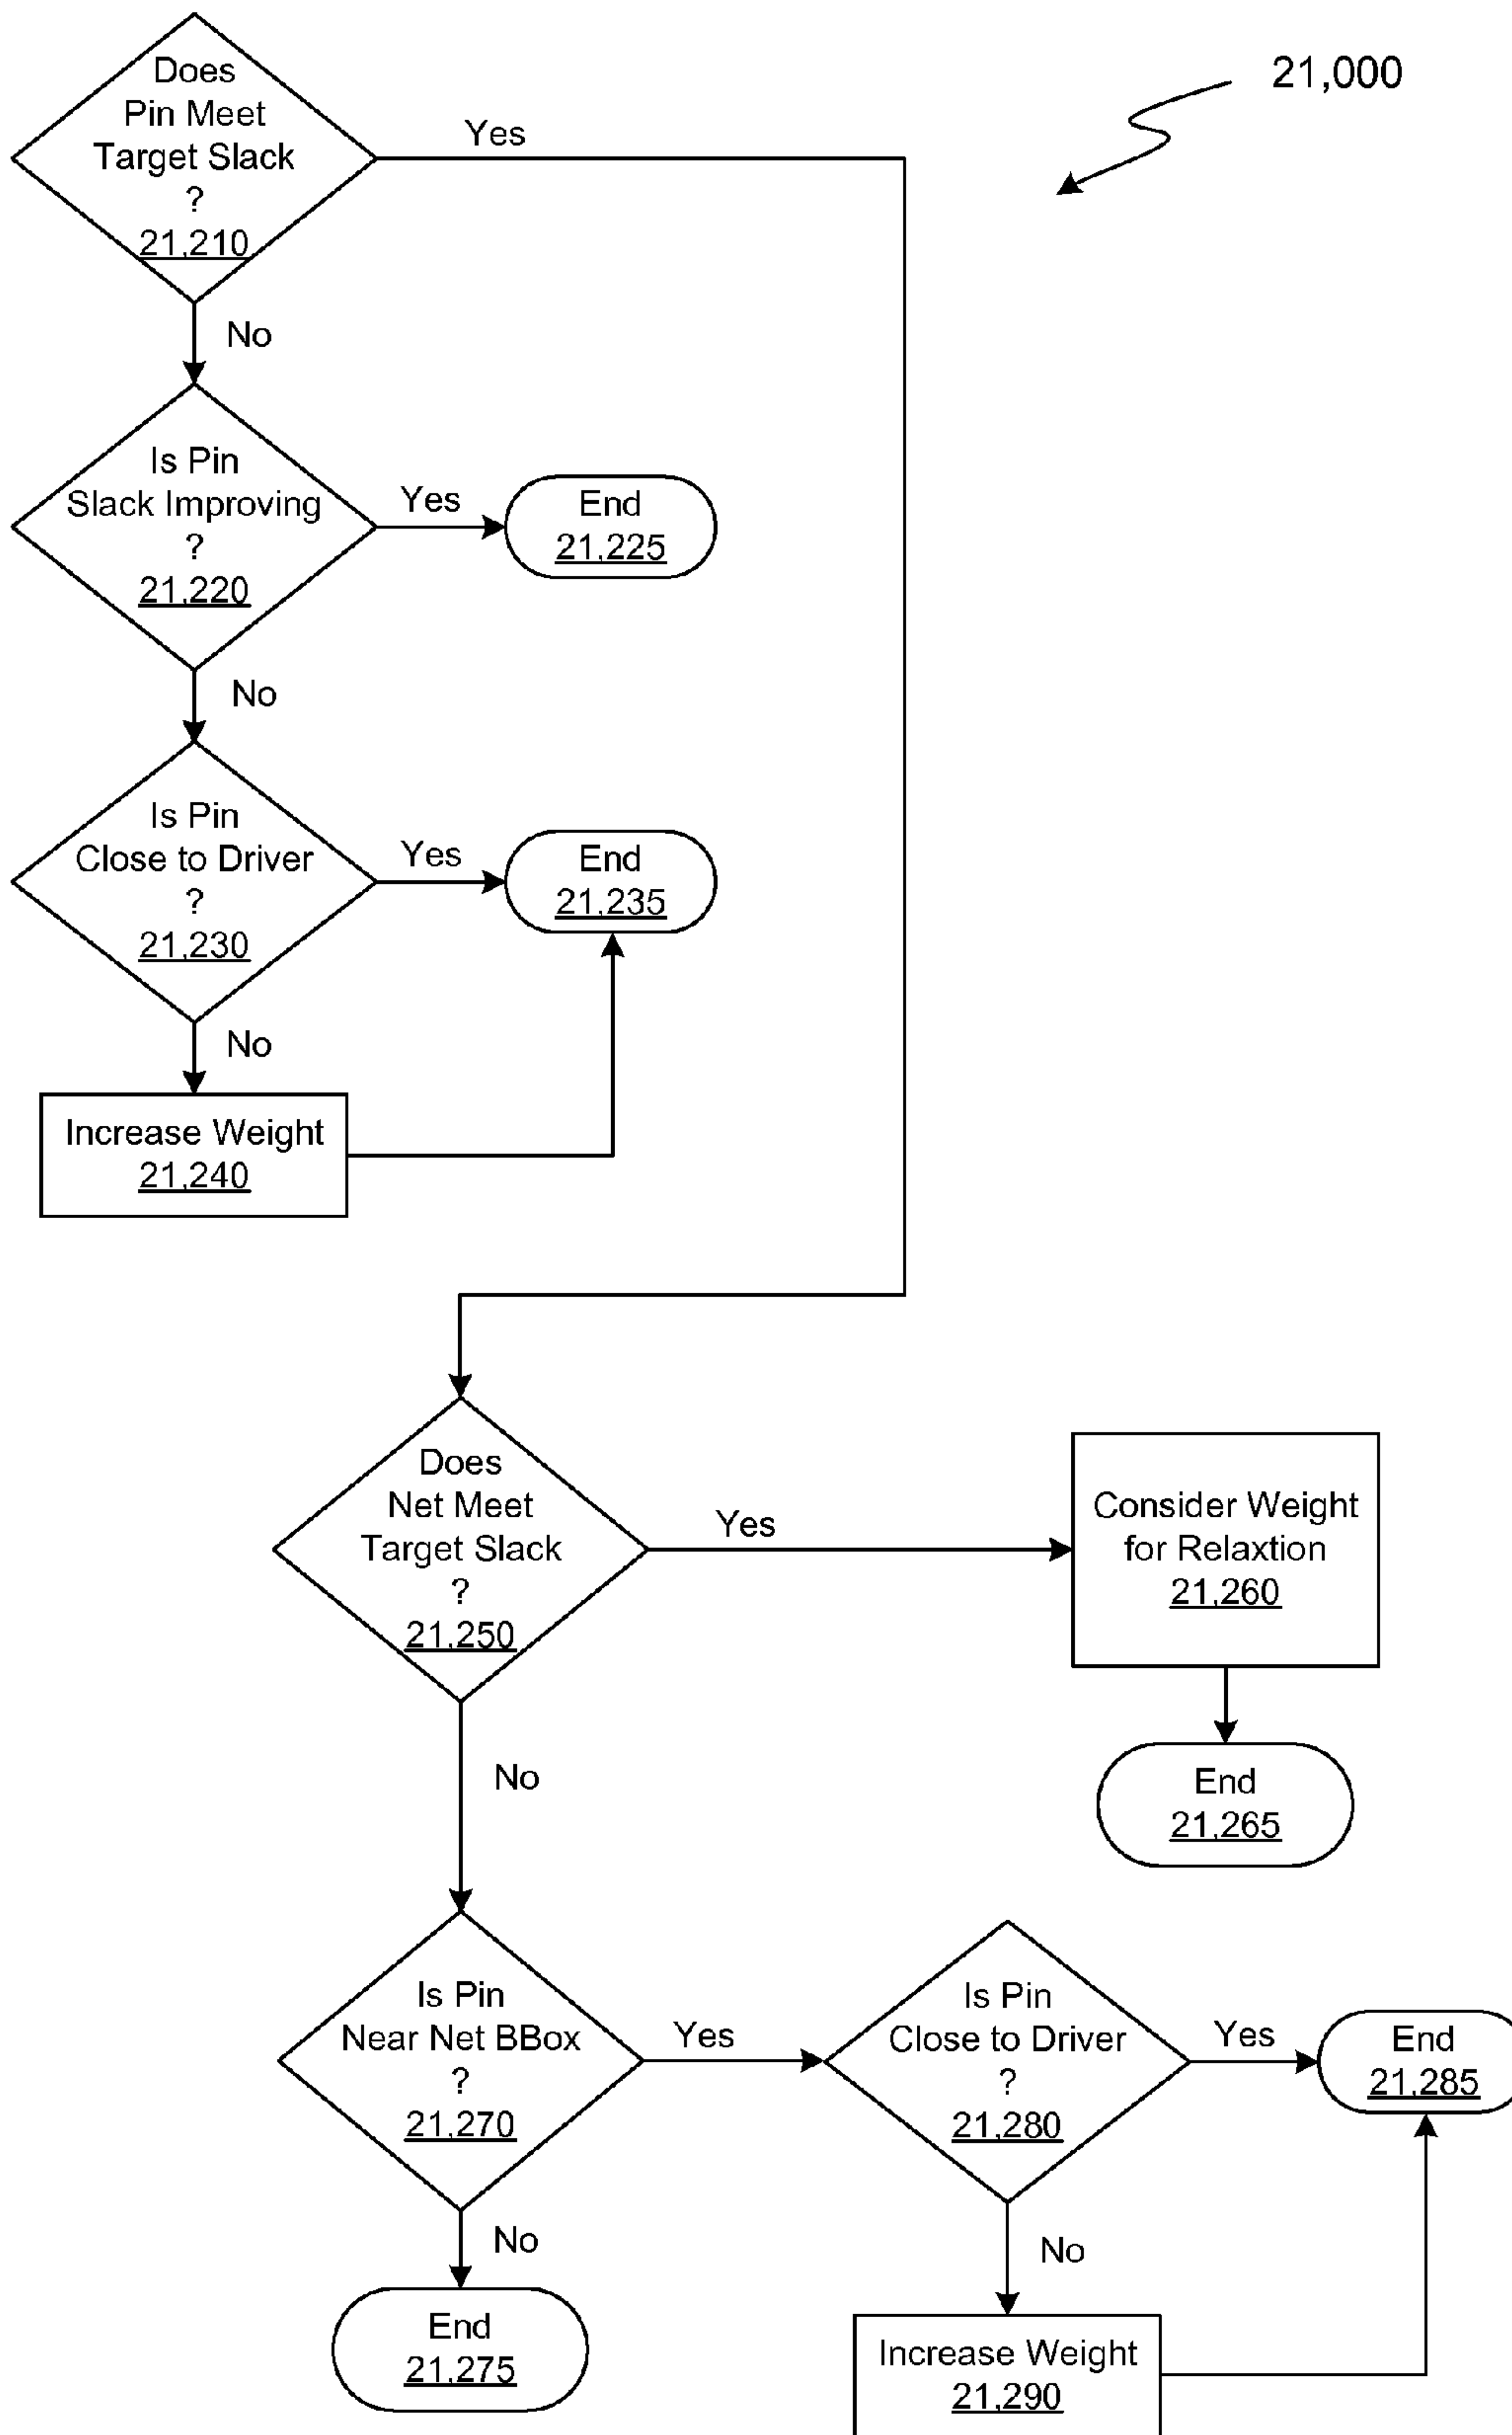 21,000
Does
Pin Meet
Target Slack
?
21,210
Yes
No
Is Pin
Slack Improving
?
21,220
Yes
End
21,225
No
Is Pin
Close to Driver
?
21,230
Yes
End
21,235
No
Increase Weight
21,240
Does
Net Meet
Target Slack
?
21,250
Yes
Consider Weight
for Relaxtion
21,260
End
21,265
No
Is Pin
Near Net BBox
?
21,270
Yes
Is Pin
Close to Driver
?
21,280
Yes
End
21,285
No
End
21,275
No
Increase Weight
21,290